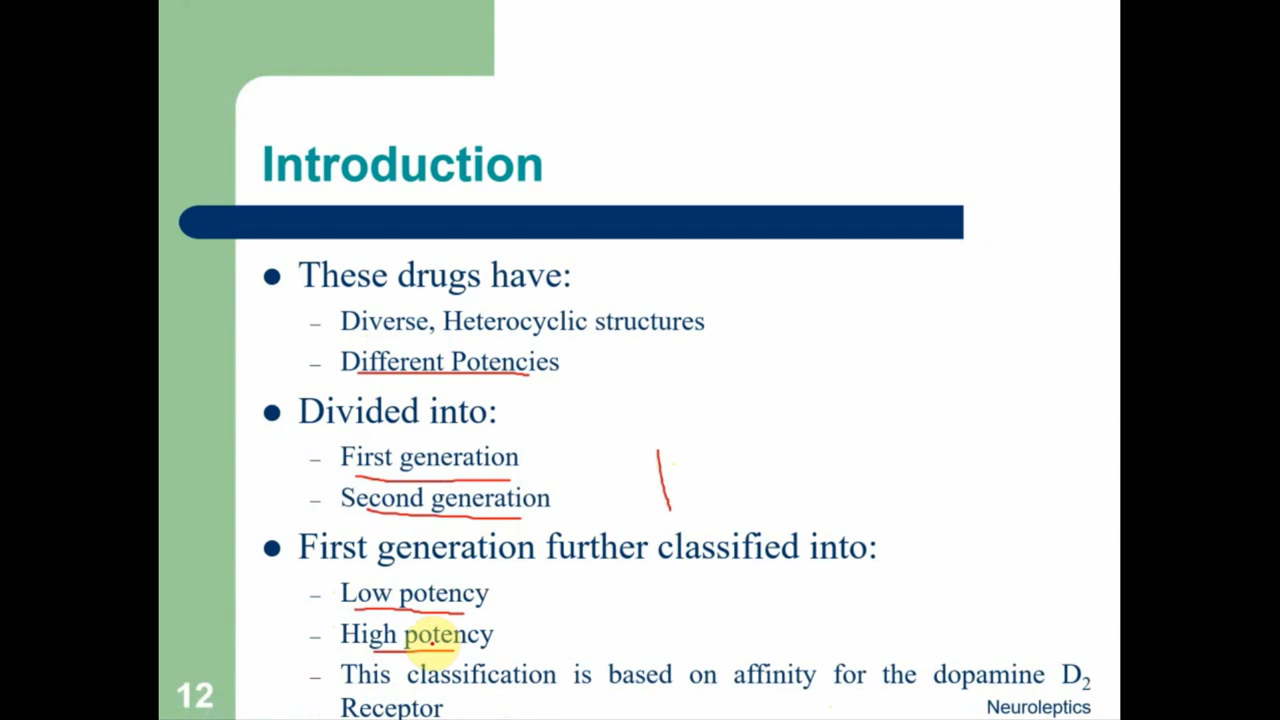 Introduction
● These drugs have:
– Diverse, Heterocyclic structures
– Different Potencies
● Divided into:
– First generation
– Second generation
● First generation further classified into:
– Low potency
– High potency
– This classification is based on affinity for the dopamine D₂
Receptor
12
Neuroleptics